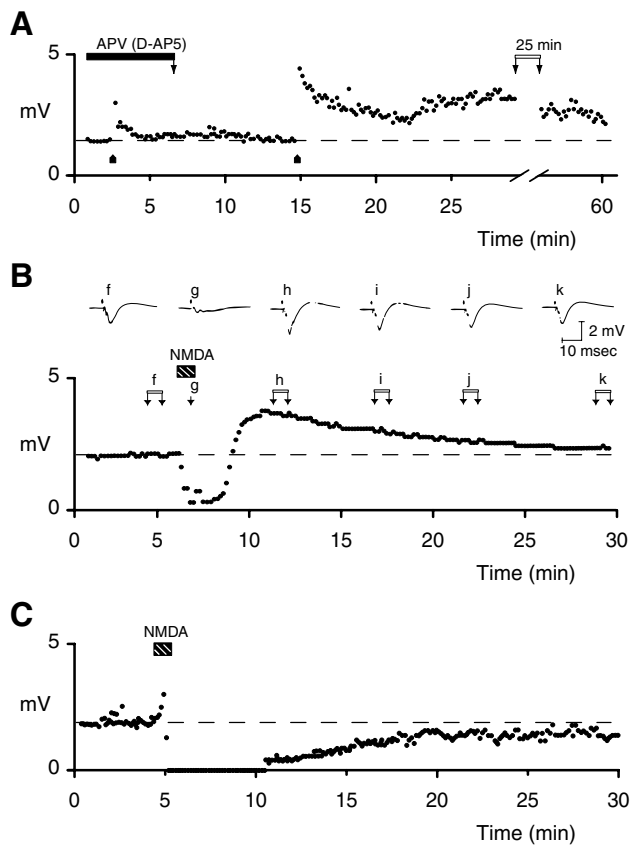 A
APV (D-AP5)
25 min
5
mV
0
0 5 10 15 20 25 60
Time (min)
B
f g h i j k
2 mV
10 msec
NMDA
5
f g h i j k
mV
0
0 5 10 15 20 25 30
Time (min)
C
NMDA
5
mV
0
0 5 10 15 20 25 30
Time (min)